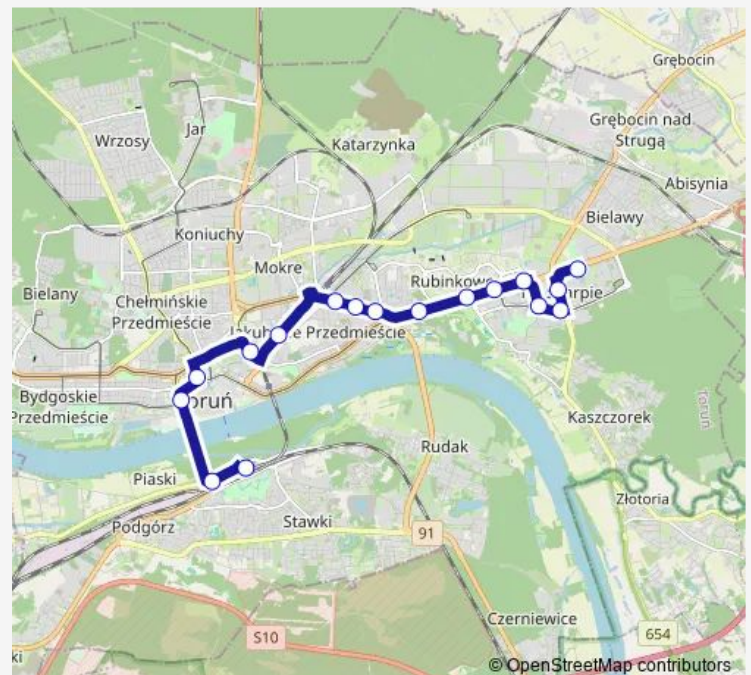 Grębocin
Grębocin nad
Strugą
Jar
Wrzosy
Katarzynka
Abisynia
Bielawy
Koniuchy
Mokre
Bielany
Chełmińskie
Przedmieście
Przedmieście
Bydgoskie
Przedmieście
Kaszczorek
Toruń
Rudak
Piaski
Złotoria
Podgórz
Stawki
91
Czerniewice
S10
654
ki
© OpenStreetMap contributors